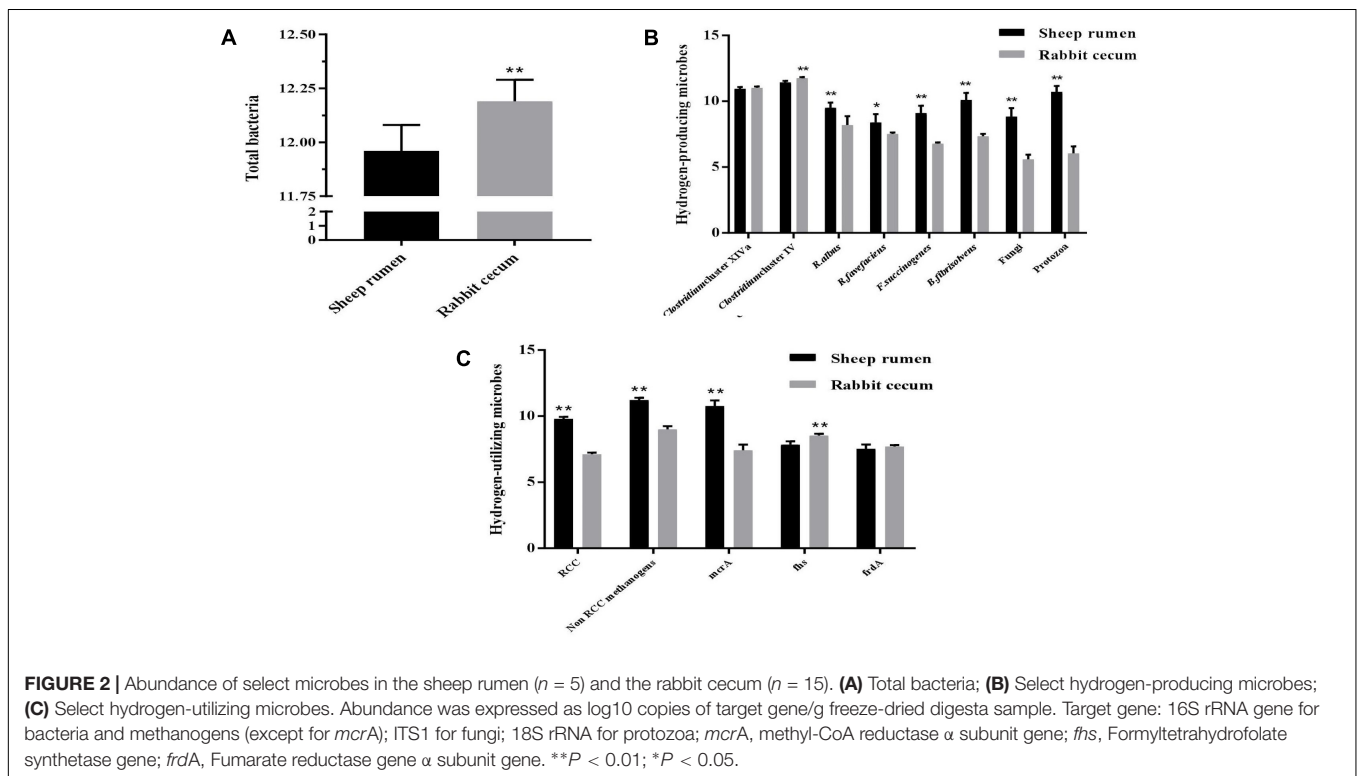 A
12.50
12.25
12.00
11.75
2
1
0
Total bacteria
**
Sheep rumen
Rabbit cecum
B
Sheep rumen
Rabbit cecum
15
10
5
0
Hydrogen-producing microbes
**
**
*
**
**
**
**
Clostridiumcluster XIVa
Clostridiumcluster IV
R.albus
R.favefaciens
F.succinogenes
B.fibrisolvens
Fungi
Protozoa
C
Sheep rumen
Rabbit cecum
15
10
5
0
Hydrogen-utilizing microbes
**
**
**
**
RCC
Non RCC methanogens
mcrA
fhs
frdA
FIGURE 2 | Abundance of select microbes in the sheep rumen (n = 5) and the rabbit cecum (n = 15). (A) Total bacteria; (B) Select hydrogen-producing microbes;
(C) Select hydrogen-utilizing microbes. Abundance was expressed as log10 copies of target gene/g freeze-dried digesta sample. Target gene: 16S rRNA gene for
bacteria and methanogens (except for mcrA); ITS1 for fungi; 18S rRNA for protozoa; mcrA, methyl-CoA reductase α subunit gene; fhs, Formyltetrahydrofolate
synthetase gene; frdA, Fumarate reductase gene α subunit gene. **P < 0.01; *P < 0.05.